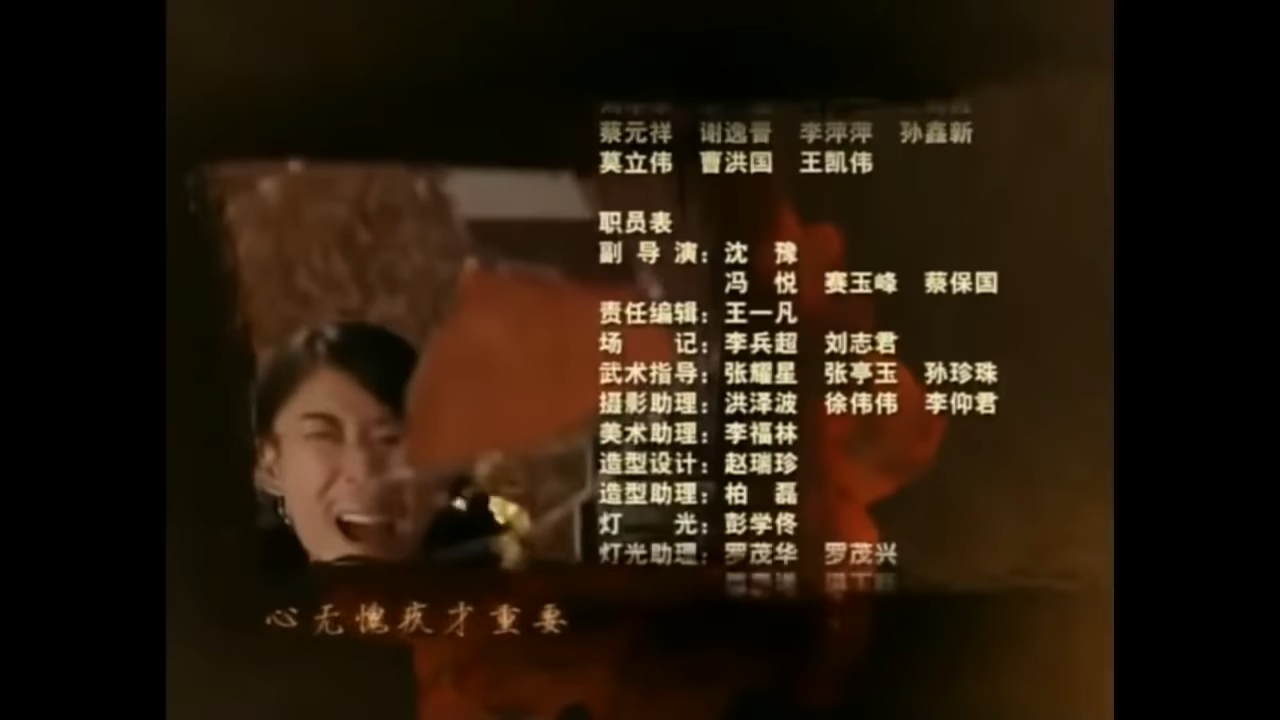 蔡元祥 谢逸晋 李萍萍 孙鑫新
莫立伟 曹洪国 王凯伟
职员表
副 导 演：沈 豫
冯 悦 赛玉峰 蔡保国
责任编辑：王一凡
场 记：李兵超 刘志君
武术指导：张耀星 张亭玉 孙珍珠
摄影助理：洪泽波 徐伟伟 李仰君
美术助理：李福林
造型设计：赵瑞珍
造型助理：柏 磊
灯 光：彭学佟
灯光助理：罗茂华 罗茂兴
心无愧疚才重要